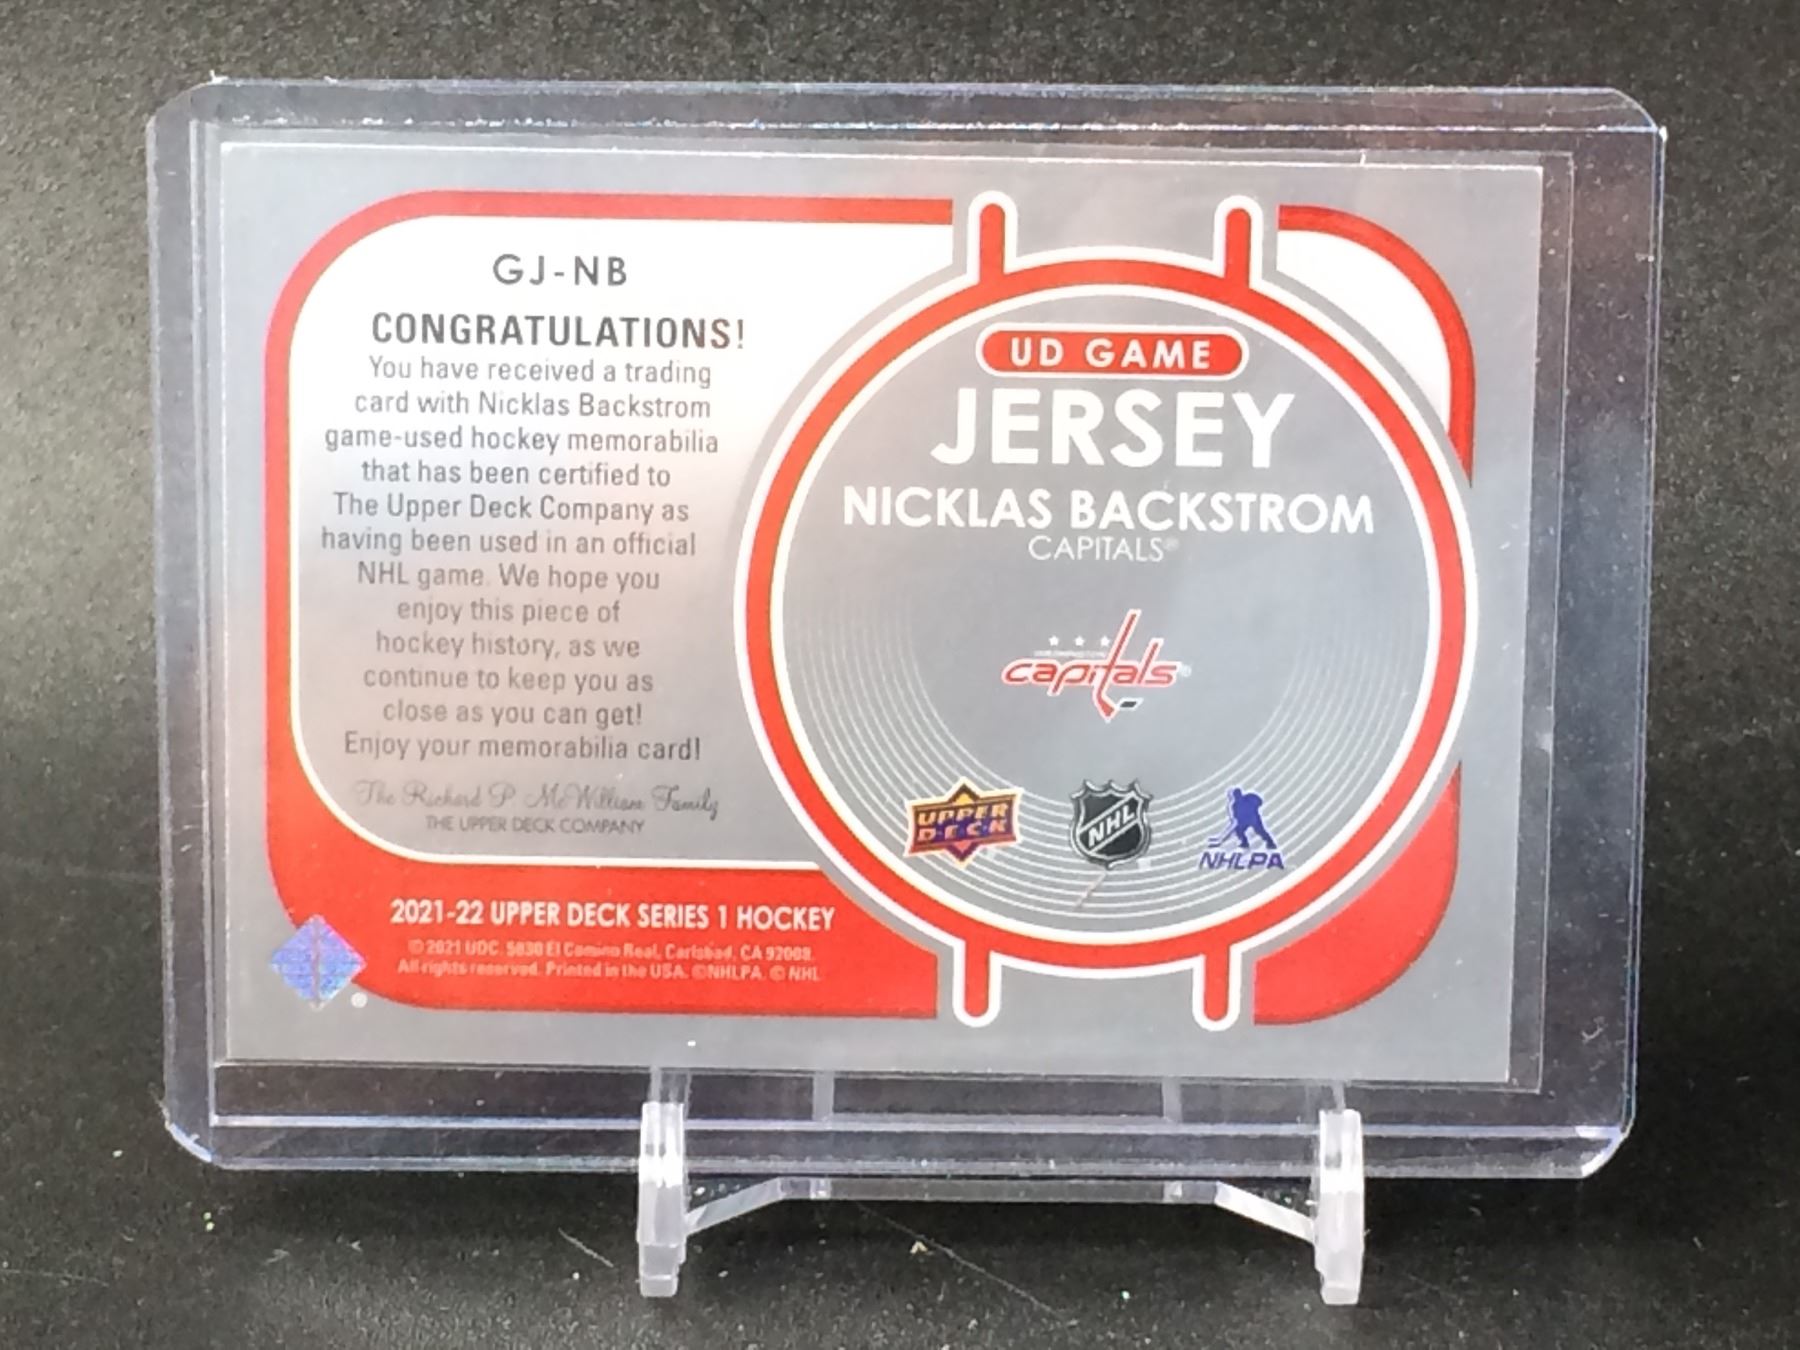 GJ-NB
CONGRATULATIONS!
You have received a trading
card with Nicklas Backstrom
game-used hockey memorabilia
that has been certified to
The Upper Deck Company as
having been used in an official
NHL game. We hope you
enjoy this piece of
hockey history, as we
continue to keep you as
close as you can get!
Enjoy your memorabilia card!
The Richard P. McWilliam Family
THE UPPER DECK COMPANY
2021-22 UPPER DECK SERIES 1 HOCKEY
© 2021 UDC. 5830 El Camino Real, Carlsbad, CA 92008.
All rights reserved. Printed in the USA. ©NHLPA. © NHL
®
UD GAME
JERSEY
NICKLAS BACKSTROM
CAPITALS®
WASHINGTON
capitals®
UPPER
DECK
NHL
NHLPA